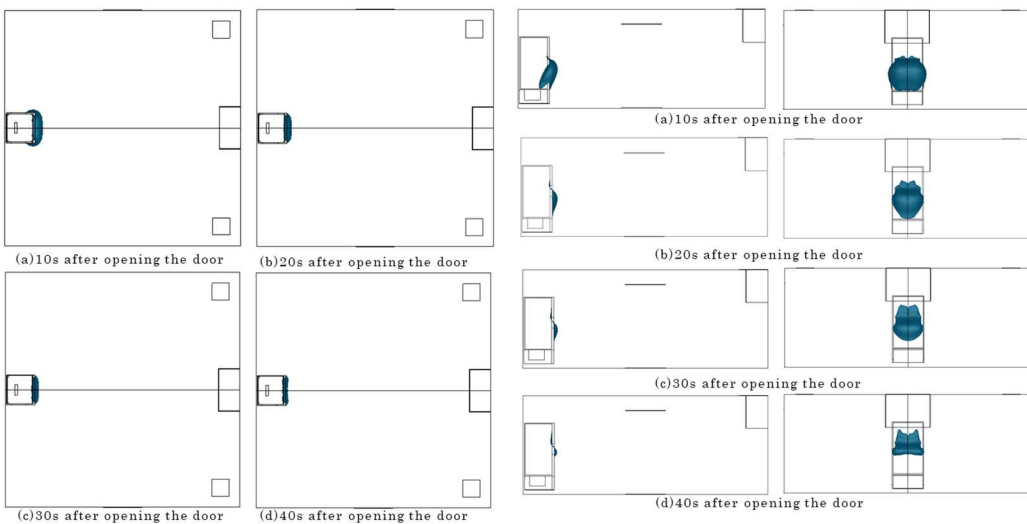 (a)10s after opening the door
(b)20s after opening the door
(c)30s after opening the door
(d)40s after opening the door
(a)10s after opening the door
(b)20s after opening the door
(c)30s after opening the door
(d)40s after opening the door